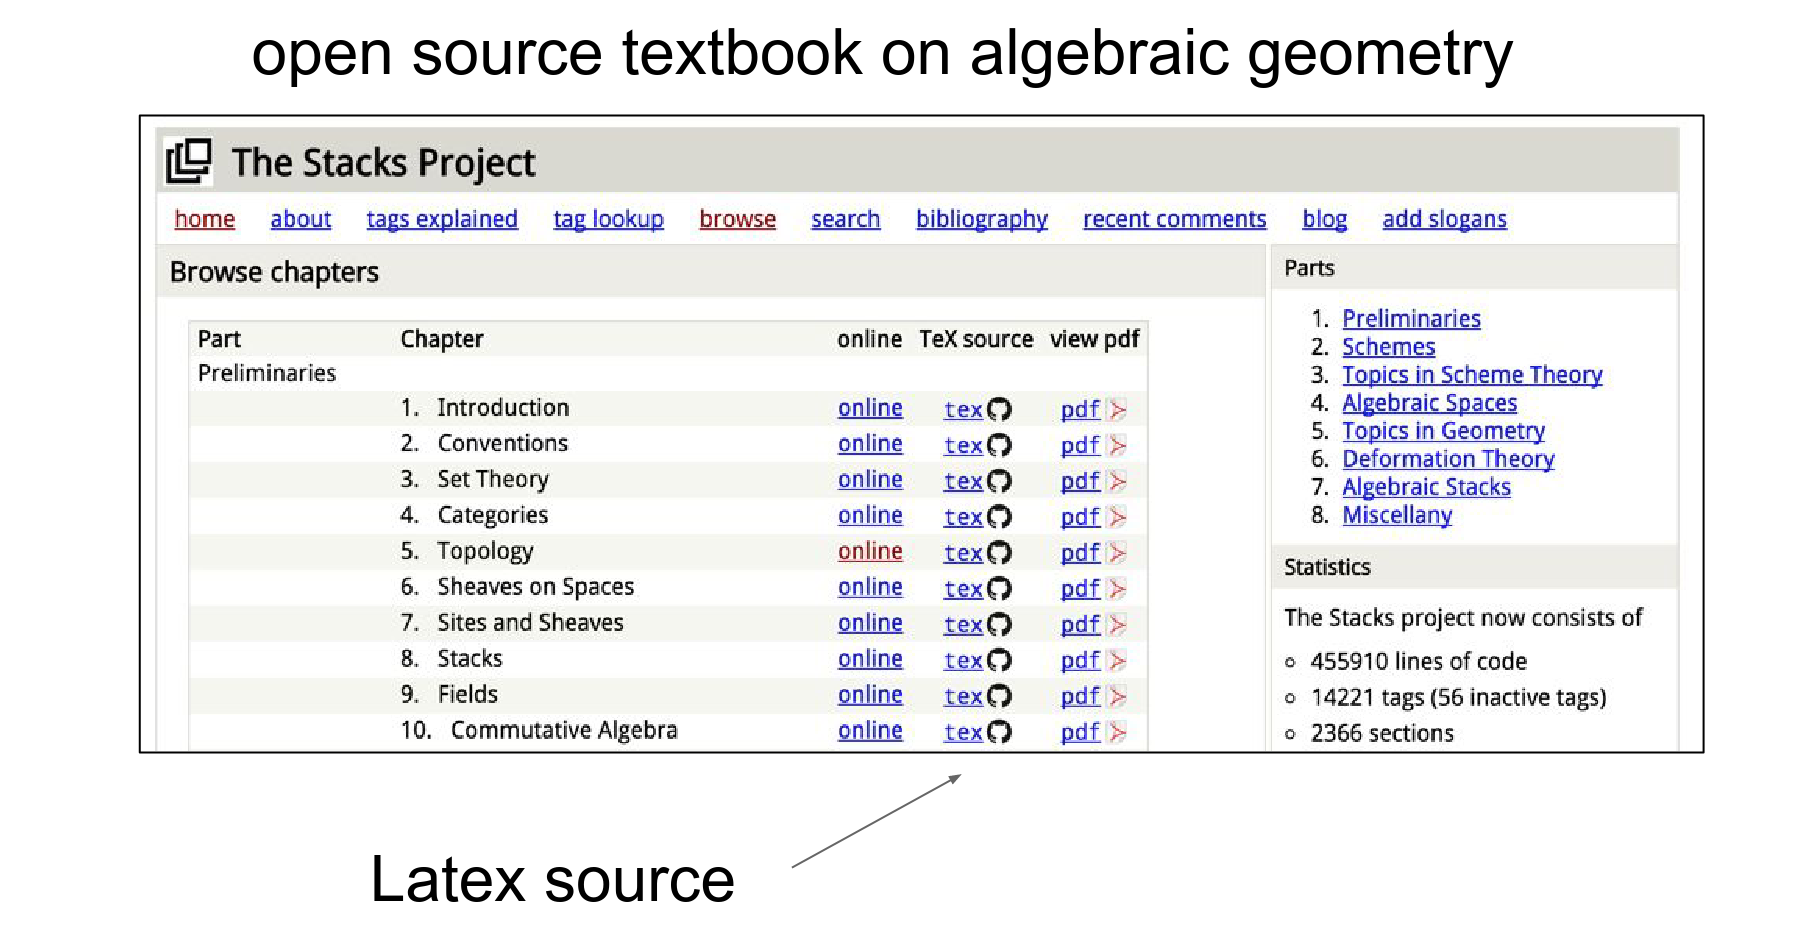 open source textbook on algebraic geometry
The Stacks Project
home about tags explained tag lookup browse search bibliography recent comments blog add slogans
Browse chapters
Part Chapter online TeX source view pdf
Preliminaries
1. Introduction online tex pdf
2. Conventions online tex pdf
3. Set Theory online tex pdf
4. Categories online tex pdf
5. Topology online tex pdf
6. Sheaves on Spaces online tex pdf
7. Sites and Sheaves online tex pdf
8. Stacks online tex pdf
9. Fields online tex pdf
10. Commutative Algebra online tex pdf
Parts
1. Preliminaries
2. Schemes
3. Topics in Scheme Theory
4. Algebraic Spaces
5. Topics in Geometry
6. Deformation Theory
7. Algebraic Stacks
8. Miscellany
Statistics
The Stacks project now consists of
455910 lines of code
14221 tags (56 inactive tags)
2366 sections
Latex source